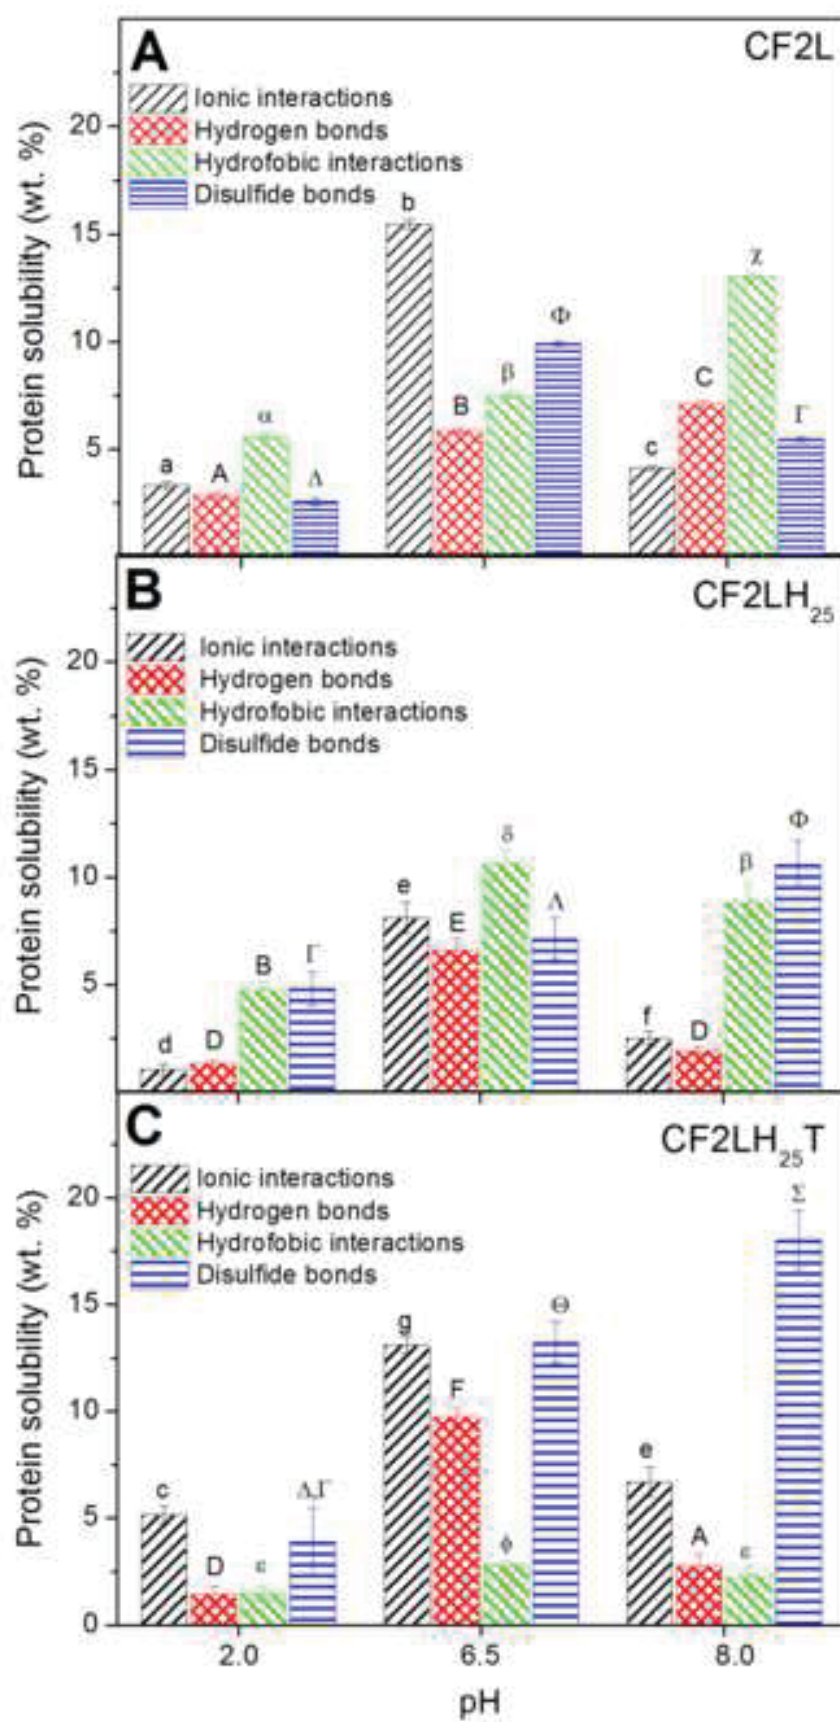 A
CF2L
Ionic interactions
Hydrogen bonds
Hydrofobic interactions
Disulfide bonds
Protein solubility (wt. %)
20
15
10
5
a
A
α
Δ
b
B
β
Φ
c
C
χ
Γ
B
CF2LH25
Ionic interactions
Hydrogen bonds
Hydrofobic interactions
Disulfide bonds
Protein solubility (wt. %)
20
15
10
5
d
D
B
Γ
e
E
δ
Λ
f
D
β
Φ
C
CF2LH25T
Ionic interactions
Hydrogen bonds
Hydrofobic interactions
Disulfide bonds
Protein solubility (wt. %)
20
15
10
5
0
c
D
ε
Δ,Γ
g
F
ϕ
Θ
e
A
ε
Σ
2.0
6.5
8.0
pH